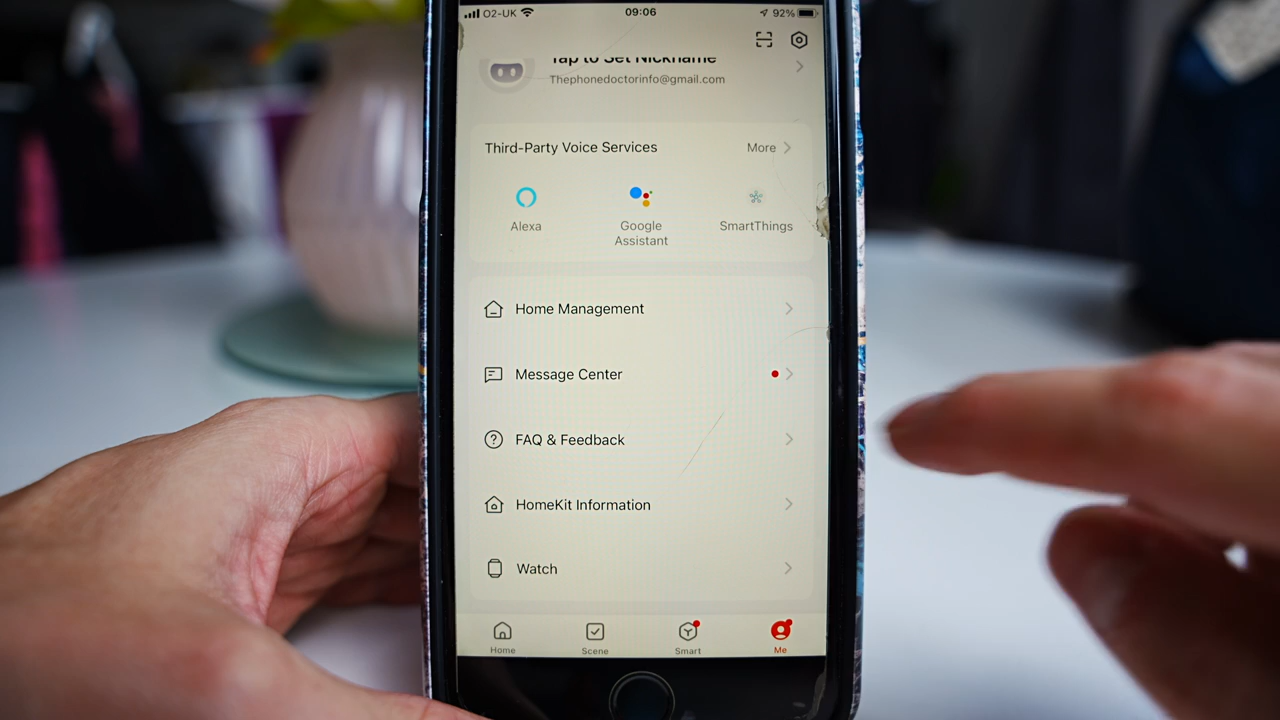 O2-UK 09:06 92%
Tap to Set Nickname
Thephonedoctorinfo@gmail.com
Third-Party Voice Services More
Alexa Google Assistant SmartThings
Home Management
Message Center
FAQ & Feedback
HomeKit Information
Watch
Home Scene Smart Me